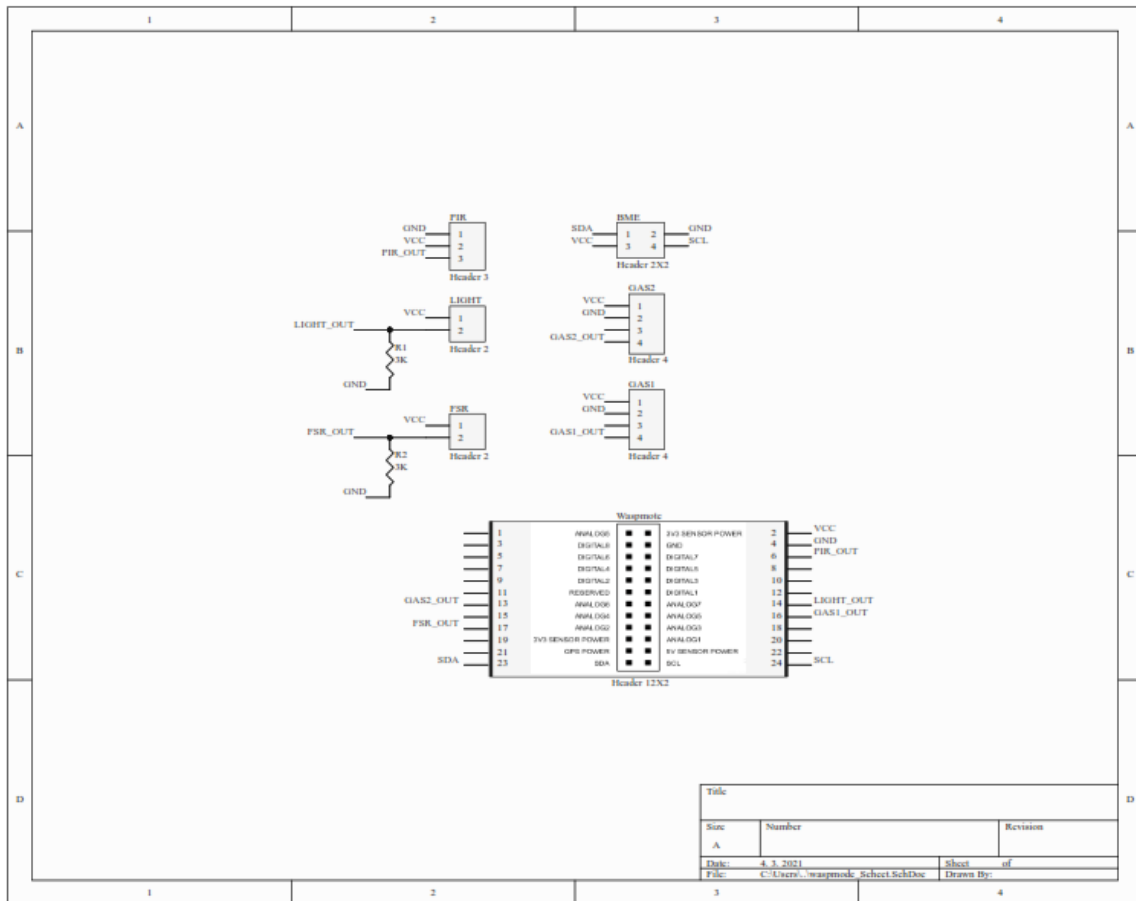 1 2 3 4
A A
PIR
GND 1
VCC 2
PIR_OUT 3
Header 3
BME
SDA 1 2 GND
VCC 3 4 SCL
Header 2X2
LIGHT
VCC 1
LIGHT_OUT 2
R1
3K
GND
Header 2
GAS2
VCC 1
GND 2
3
GAS2_OUT 4
Header 4
B B
FSR
VCC 1
FSR_OUT 2
R2
3K
GND
Header 2
GAS1
VCC 1
GND 2
3
GAS1_OUT 4
Header 4
Waspmote
1 ANALOG8 3V3 SENSOR POWER 2 VCC
3 DIGITAL8 GND 4 GND
5 DIGITAL6 DIGITAL7 6 PIR_OUT
7 DIGITAL4 DIGITAL5 8
9 DIGITAL2 DIGITAL3 10
11 RESERVED DIGITAL1 12
GAS2_OUT 13 ANALOG6 ANALOG7 14 LIGHT_OUT
15 ANALOG4 ANALOG5 16 GAS1_OUT
FSR_OUT 17 ANALOG2 ANALOG3 18
19 3V3 SENSOR POWER ANALOG1 20
21 GPS POWER 5V SENSOR POWER 22
SDA 23 SDA SCL 24 SCL
Header 12X2
C C
D D
Title
Size Number Revision
A
Date: 4. 3. 2021 Sheet of
File: C:\Users\..\waspmode_Scheet.SchDoc Drawn By:
1 2 3 4